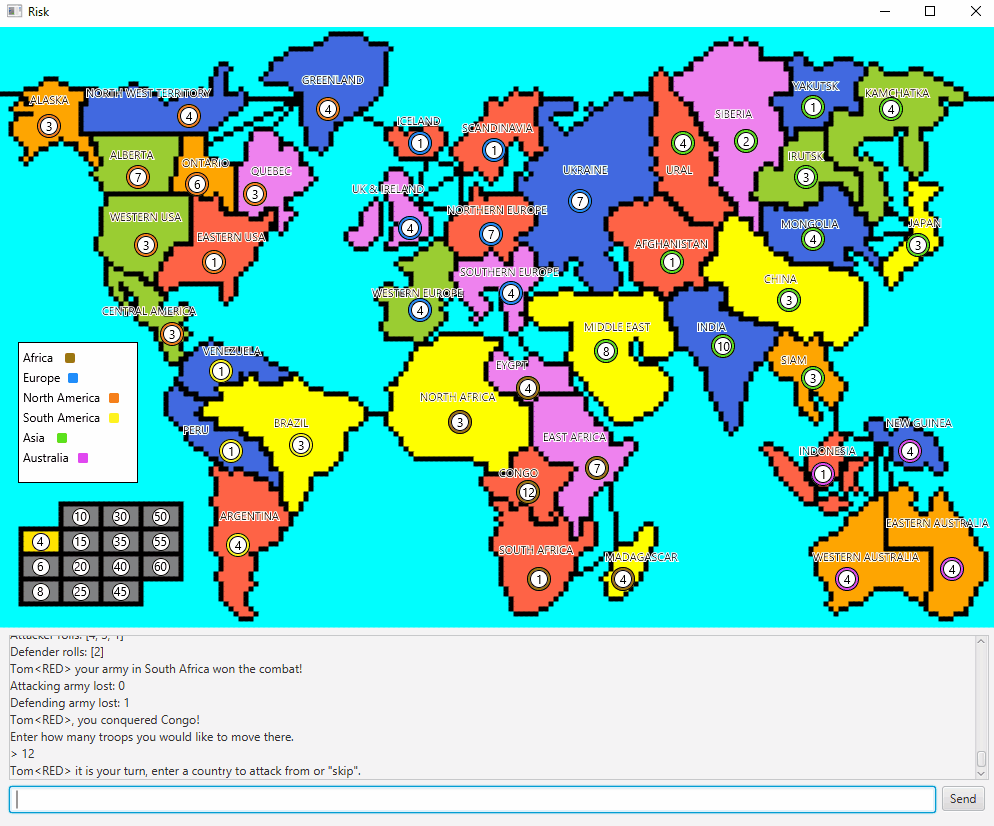 Risk
GREENLAND
4
NORTH WEST TERRITORY
4
ALASKA
3
YAKUTSK
1
KAMCHATKA
4
SIBERIA
2
ICELAND
1
SCANDINAVIA
1
4
URAL
ALBERTA
7
ONTARIO
6
QUEBEC
3
UKRAINE
7
IRUTSK
3
UK & IRELAND
4
NORTHERN EUROPE
7
WESTERN USA
3
EASTERN USA
1
MONGOLIA
4
JAPAN
3
AFGHANISTAN
1
SOUTHERN EUROPE
4
WESTERN EUROPE
4
CHINA
3
CENTRAL AMERICA
3
MIDDLE EAST
8
INDIA
10
SIAM
3
VENEZUELA
1
EYGPT
4
NORTH AFRICA
3
Africa
Europe
North America
South America
Asia
Australia
PERU
1
BRAZIL
3
EAST AFRICA
7
NEW GUINEA
4
INDONESIA
1
CONGO
12
ARGENTINA
4
SOUTH AFRICA
1
MADAGASCAR
4
WESTERN AUSTRALIA
4
EASTERN AUSTRALIA
4
10 30 50
4 15 35 55
6 20 40 60
8 25 45
Attacker rolls: [4, 3, 1]
Defender rolls: [2]
Tom<RED> your army in South Africa won the combat!
Attacking army lost: 0
Defending army lost: 1
Tom<RED>, you conquered Congo!
Enter how many troops you would like to move there.
> 12
Tom<RED> it is your turn, enter a country to attack from or "skip".
Send